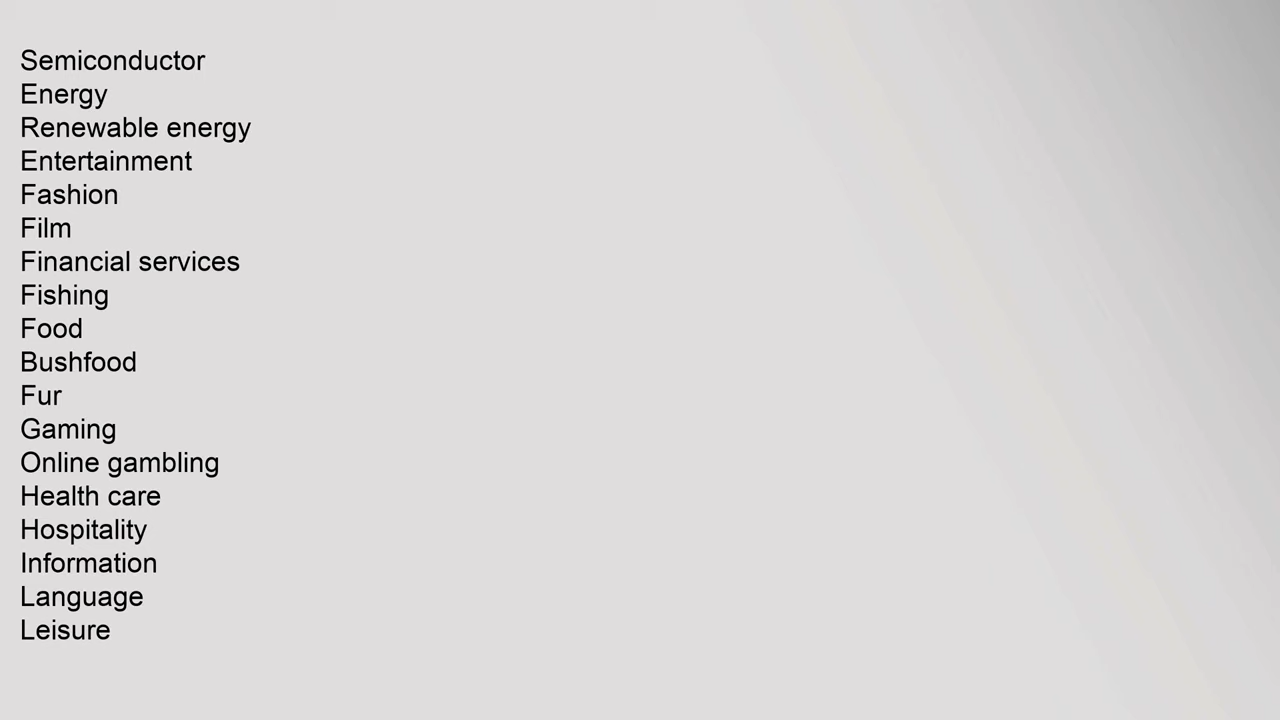 Semiconductor
Energy
Renewable energy
Entertainment
Fashion
Film
Financial services
Fishing
Food
Bushfood
Fur
Gaming
Online gambling
Health care
Hospitality
Information
Language
Leisure